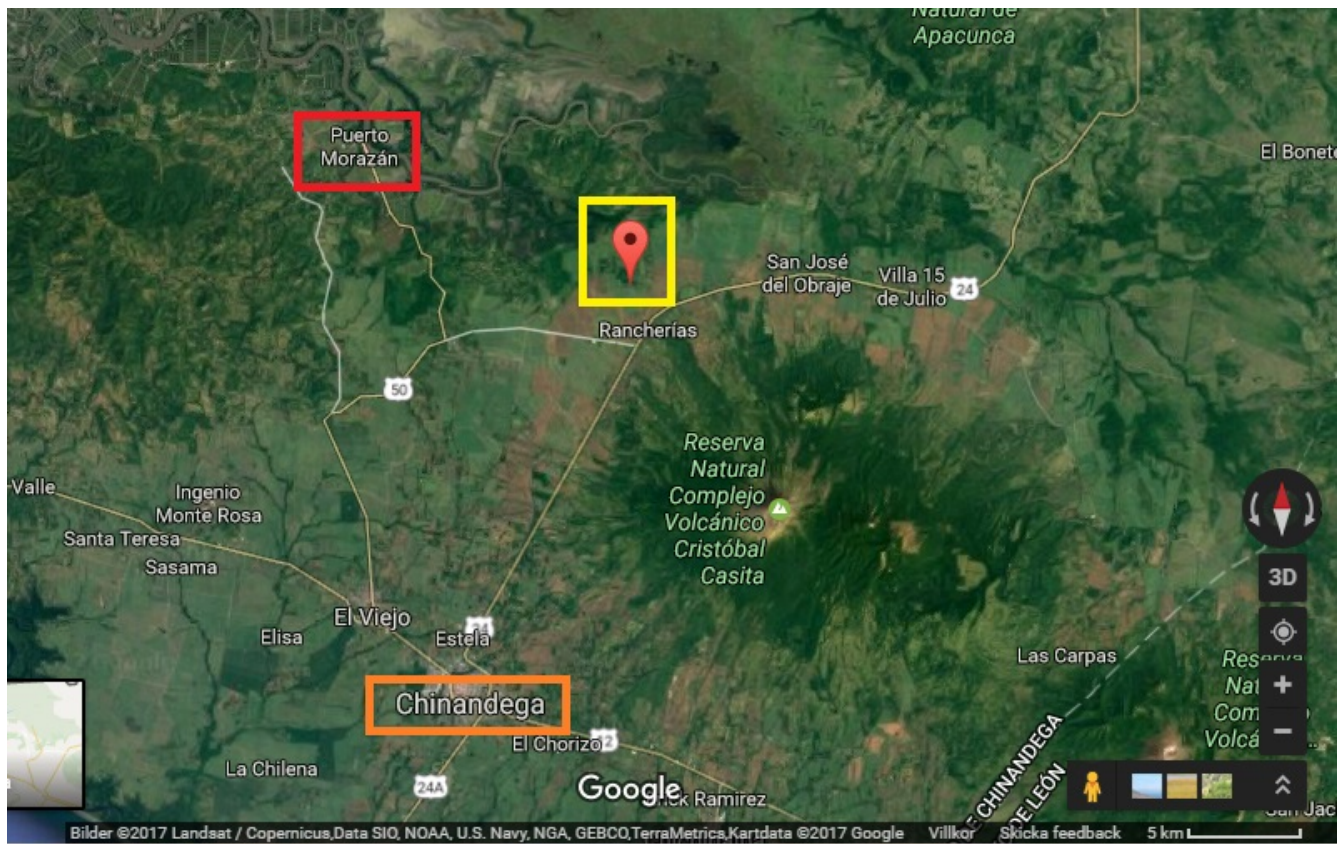 Natural de
Apacunca
Puerto
Morazán
El Bonete
San José
del Obraje
Villa 15
de Julio
24
Rancherías
50
Reserva
Natural
Complejo
Volcánico
Cristóbal
Casita
Valle
Ingenio
Monte Rosa
Santa Teresa
Sasama
3D
El Viejo
24
Elisa
Estela
Las Carpas
Reserva
Nat
Com
Volcá
Chinandega
El Chorizo
12
La Chilena
24A
Google
Ramirez
DE CHINANDEGA
DE LEÓN
San Jac
Bilder ©2017 Landsat / Copernicus,Data SIO, NOAA, U.S. Navy, NGA, GEBCO,TerraMetrics,Kartdata ©2017 Google Villkor Skicka feedback 5 km